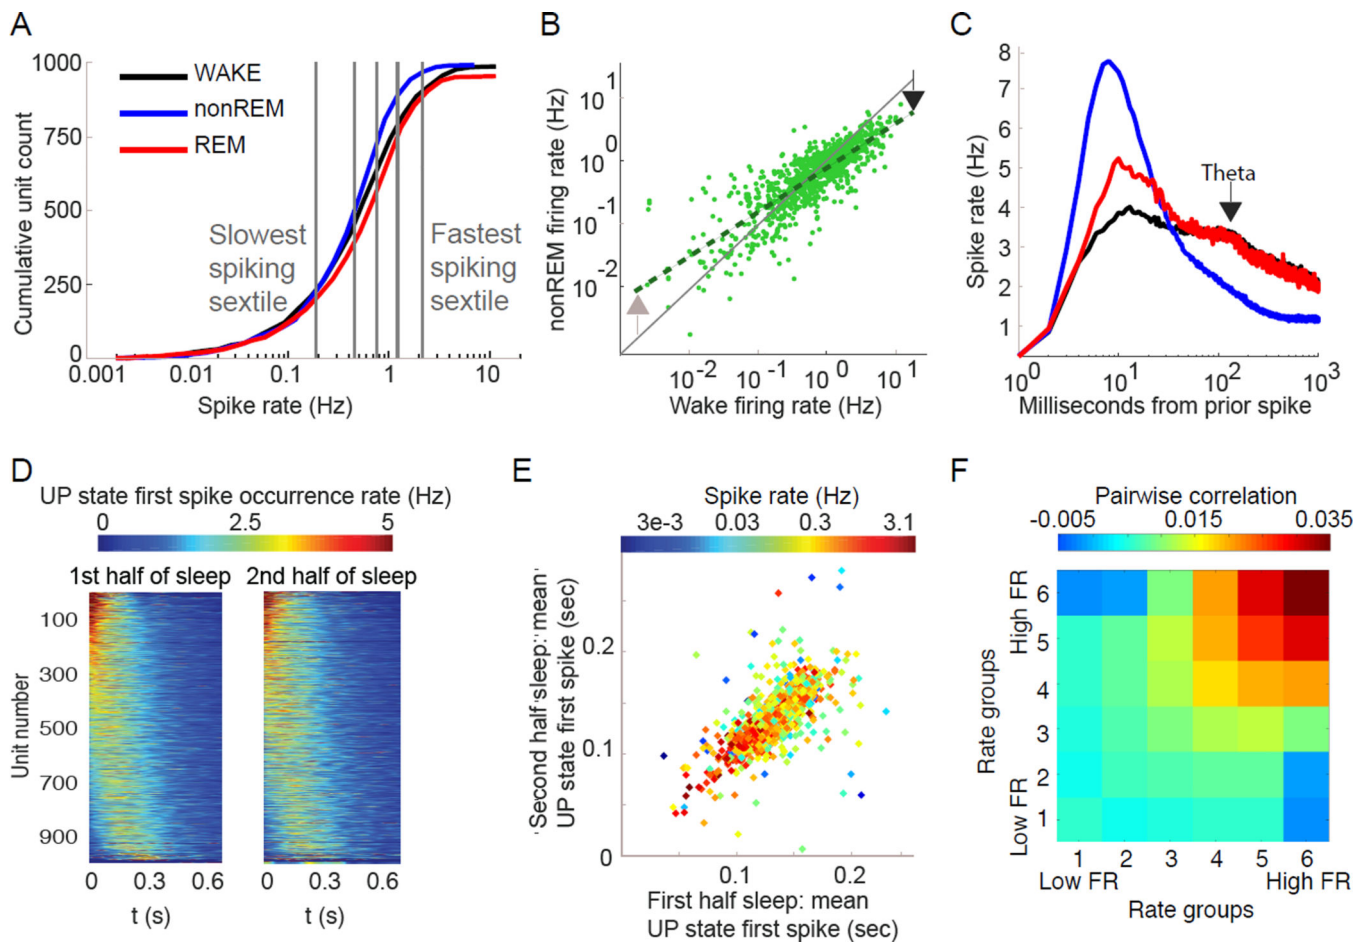 A
1000
750
500
250
0
Cumulative unit count
WAKE
nonREM
REM
Slowest
spiking
sextile
Fastest
spiking
sextile
0.001
0.01
0.1
1
10
Spike rate (Hz)
B
nonREM firing rate (Hz)
1
10^1
10^0
10^-1
10^-2
10^-2
10^-1
10^0
10^1
Wake firing rate (Hz)
C
Spike rate (Hz)
8
7
6
5
4
3
2
1
Theta
10^0
10^1
10^2
10^3
Milliseconds from prior spike
D
UP state first spike occurrence rate (Hz)
0
2.5
5
1st half of sleep
2nd half of sleep
Unit number
100
300
500
700
900
0
0.3
0.6
0
0.3
0.6
t (s)
t (s)
E
Spike rate (Hz)
3e-3
0.03
0.3
3.1
Second half sleep: mean
UP state first spike (sec)
0.2
0.1
0
0.1
0.2
First half sleep: mean
UP state first spike (sec)
F
Pairwise correlation
-0.005
0.015
0.035
Rate groups
High FR
Low FR
6
5
4
3
2
1
1
2
3
4
5
6
Low FR
High FR
Rate groups